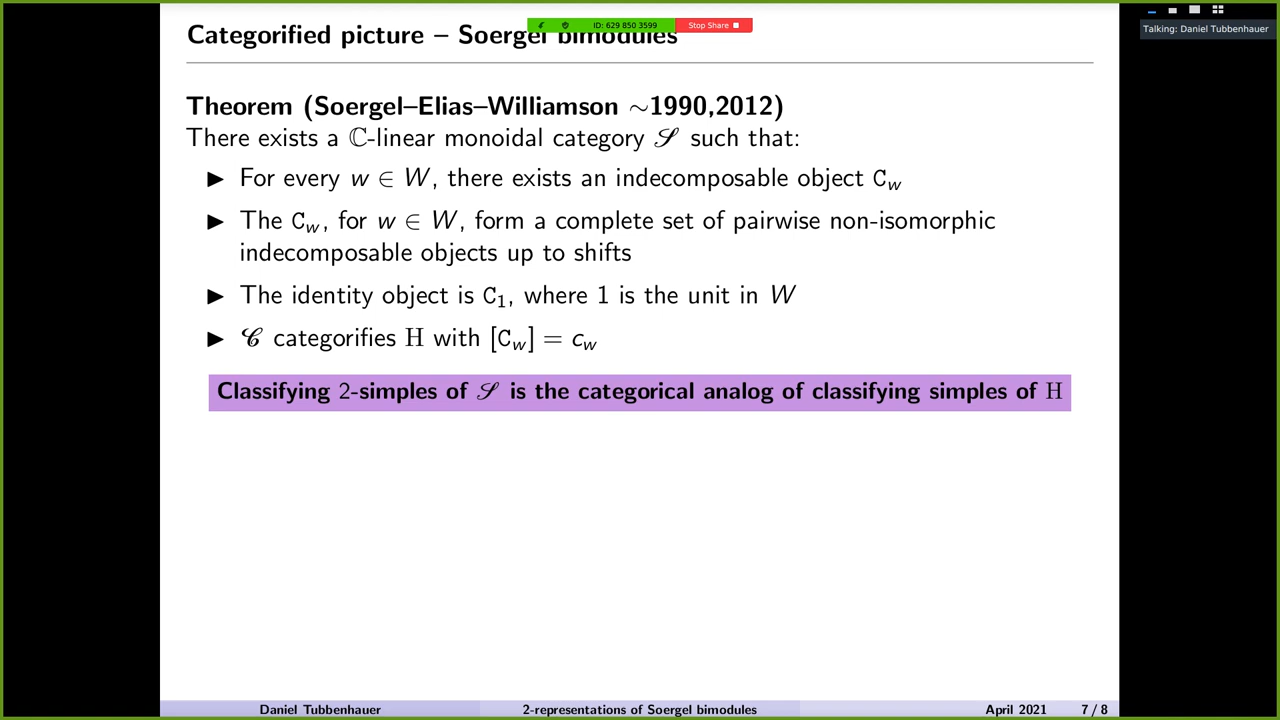 Talking: Daniel Tubbenhauer
ID: 629 850 3599 Stop Share
Categorified picture – Soergel bimodules
Theorem (Soergel–Elias–Williamson ∼1990,2012)
There exists a ℂ-linear monoidal category 𝒮 such that:
▶ For every w ∈ W, there exists an indecomposable object C_w
▶ The C_w, for w ∈ W, form a complete set of pairwise non-isomorphic
indecomposable objects up to shifts
▶ The identity object is C_1, where 1 is the unit in W
▶ 𝒞 categorifies H with [C_w] = c_w
Classifying 2-simples of 𝒮 is the categorical analog of classifying simples of H
Daniel Tubbenhauer 2-representations of Soergel bimodules April 2021 7 / 8